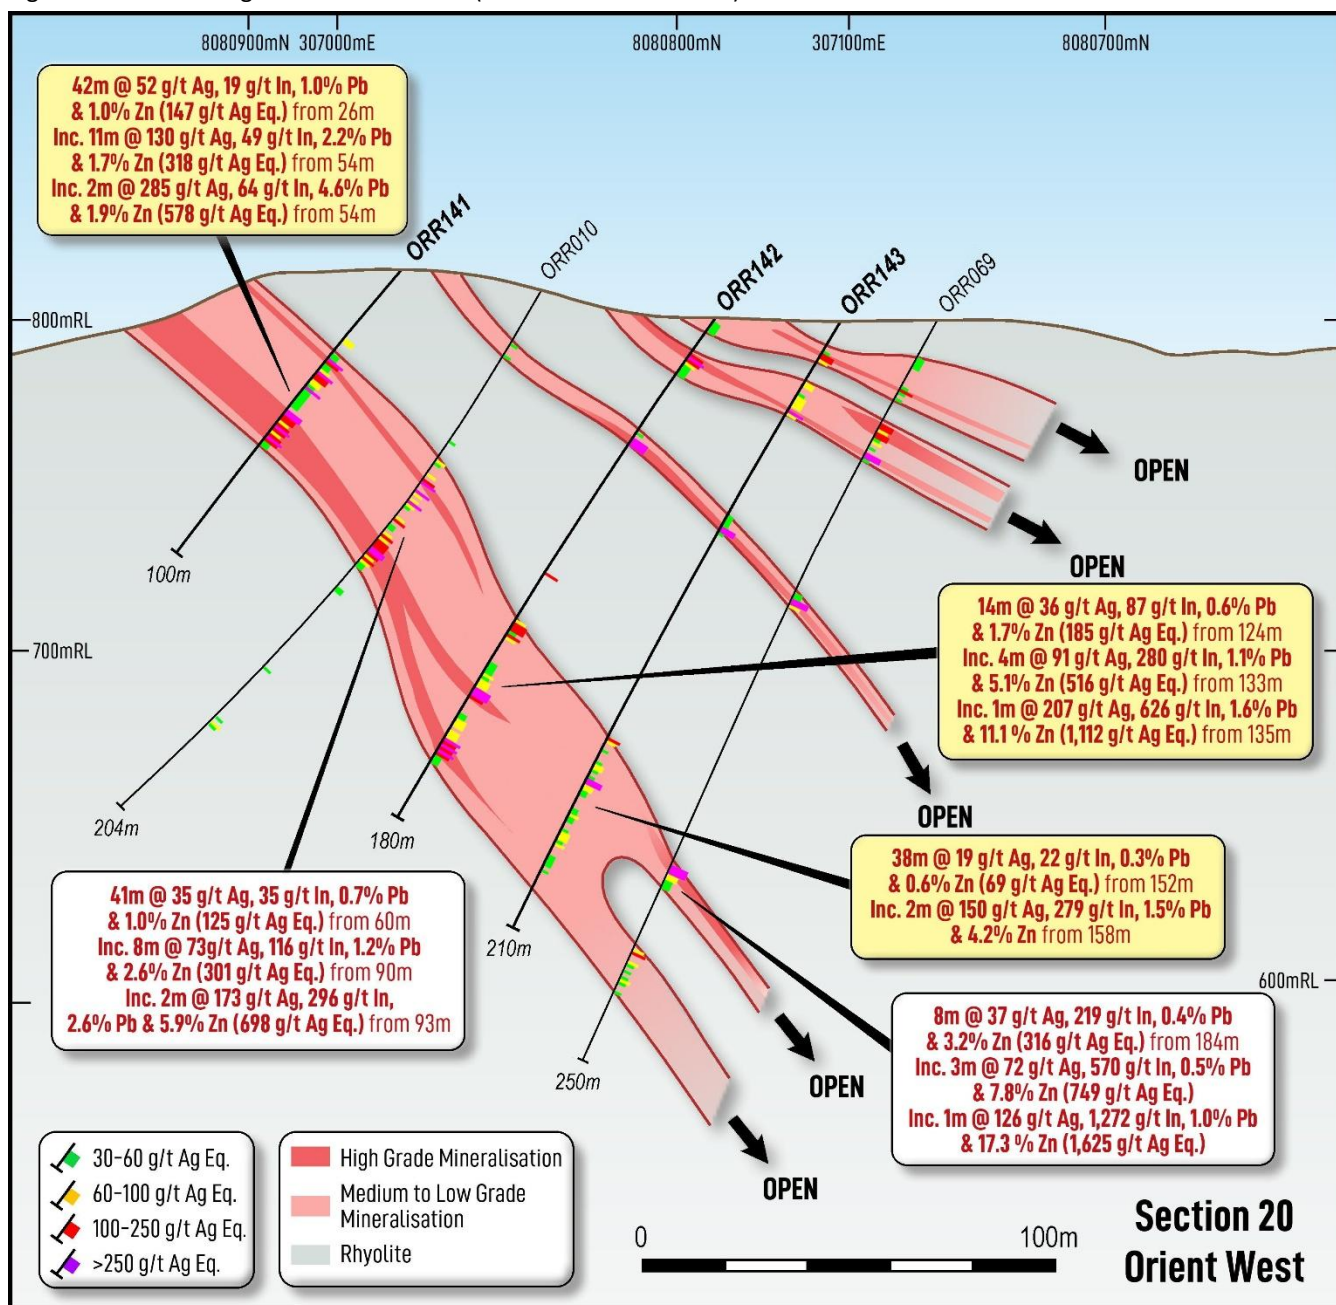 8080900mN 307000mE 8080800mN 307100mE 8080700mN
42m @ 52 g/t Ag, 19 g/t In, 1.0% Pb
& 1.0% Zn (147 g/t Ag Eq.) from 26m
Inc. 11m @ 130 g/t Ag, 49 g/t In, 2.2% Pb
& 1.7% Zn (318 g/t Ag Eq.) from 54m
Inc. 2m @ 285 g/t Ag, 64 g/t In, 4.6% Pb
& 1.9% Zn (578 g/t Ag Eq.) from 54m
ORR141
ORR010
ORR142
ORR143
ORR069
800mRL
OPEN
OPEN
100m
14m @ 36 g/t Ag, 87 g/t In, 0.6% Pb
& 1.7% Zn (185 g/t Ag Eq.) from 124m
Inc. 4m @ 91 g/t Ag, 280 g/t In, 1.1% Pb
& 5.1% Zn (516 g/t Ag Eq.) from 133m
Inc. 1m @ 207 g/t Ag, 626 g/t In, 1.6% Pb
& 11.1 % Zn (1,112 g/t Ag Eq.) from 135m
700mRL
OPEN
204m
180m
38m @ 19 g/t Ag, 22 g/t In, 0.3% Pb
& 0.6% Zn (69 g/t Ag Eq.) from 152m
Inc. 2m @ 150 g/t Ag, 279 g/t In, 1.5% Pb
& 4.2% Zn from 158m
41m @ 35 g/t Ag, 35 g/t In, 0.7% Pb
& 1.0% Zn (125 g/t Ag Eq.) from 60m
Inc. 8m @ 73g/t Ag, 116 g/t In, 1.2% Pb
& 2.6% Zn (301 g/t Ag Eq.) from 90m
Inc. 2m @ 173 g/t Ag, 296 g/t In,
2.6% Pb & 5.9% Zn (698 g/t Ag Eq.) from 93m
210m
600mRL
8m @ 37 g/t Ag, 219 g/t In, 0.4% Pb
& 3.2% Zn (316 g/t Ag Eq.) from 184m
Inc. 3m @ 72 g/t Ag, 570 g/t In, 0.5% Pb
& 7.8% Zn (749 g/t Ag Eq.)
Inc. 1m @ 126 g/t Ag, 1,272 g/t In, 1.0% Pb
& 17.3 % Zn (1,625 g/t Ag Eq.)
250m
OPEN
OPEN
30-60 g/t Ag Eq.
60-100 g/t Ag Eq.
100-250 g/t Ag Eq.
>250 g/t Ag Eq.
High Grade Mineralisation
Medium to Low Grade
Mineralisation
Rhyolite
0 100m
Section 20
Orient West